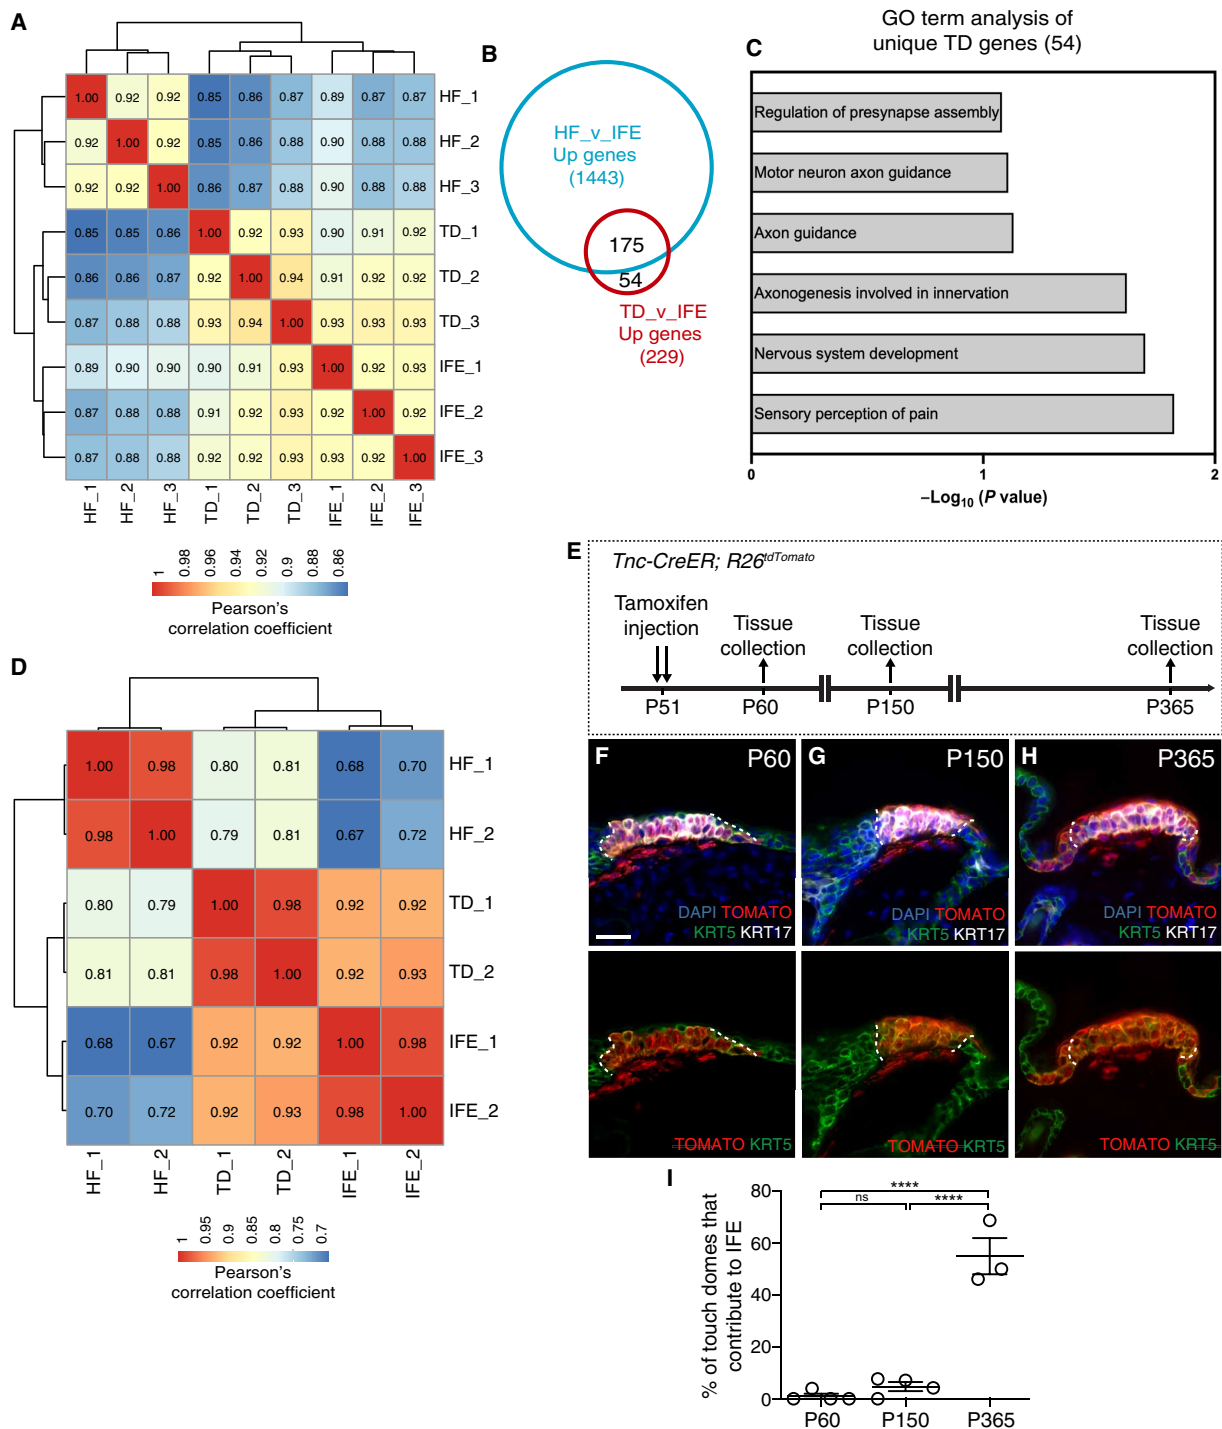 A
1.00 0.92 0.92 0.85 0.86 0.87 0.89 0.87 0.87 HF_1
0.92 1.00 0.92 0.85 0.86 0.88 0.90 0.88 0.88 HF_2
0.92 0.92 1.00 0.86 0.87 0.88 0.90 0.88 0.88 HF_3
0.85 0.85 0.86 1.00 0.92 0.93 0.90 0.91 0.92 TD_1
0.86 0.86 0.87 0.92 1.00 0.94 0.91 0.92 0.92 TD_2
0.87 0.88 0.88 0.93 0.94 1.00 0.93 0.93 0.93 TD_3
0.89 0.90 0.90 0.90 0.91 0.93 1.00 0.92 0.93 IFE_1
0.87 0.88 0.88 0.91 0.92 0.93 0.92 1.00 0.92 IFE_2
0.87 0.88 0.88 0.92 0.92 0.93 0.93 0.92 1.00 IFE_3
HF_1 HF_2 HF_3 TD_1 TD_2 TD_3 IFE_1 IFE_2 IFE_3
1 0.98 0.96 0.94 0.92 0.9 0.88 0.86
Pearson's
correlation coefficient
B
HF_v_IFE
Up genes
(1443)
175
54
TD_v_IFE
Up genes
(229)
C
GO term analysis of
unique TD genes (54)
Regulation of presynapse assembly
Motor neuron axon guidance
Axon guidance
Axonogenesis involved in innervation
Nervous system development
Sensory perception of pain
0 1 2
–Log10 (P value)
D
1.00 0.98 0.80 0.81 0.68 0.70 HF_1
0.98 1.00 0.79 0.81 0.67 0.72 HF_2
0.80 0.79 1.00 0.98 0.92 0.92 TD_1
0.81 0.81 0.98 1.00 0.92 0.93 TD_2
0.68 0.67 0.92 0.92 1.00 0.98 IFE_1
0.70 0.72 0.92 0.93 0.98 1.00 IFE_2
HF_1 HF_2 TD_1 TD_2 IFE_1 IFE_2
1 0.95 0.9 0.85 0.8 0.75 0.7
Pearson's
correlation coefficient
E
Tnc-CreER; R26tdTomato
Tamoxifen
injection
Tissue
collection
Tissue
collection
Tissue
collection
P51 P60 P150 P365
F P60
DAPI TOMATO
KRT5 KRT17
TOMATO KRT5
G P150
DAPI TOMATO
KRT5 KRT17
TOMATO KRT5
H P365
DAPI TOMATO
KRT5 KRT17
TOMATO KRT5
I
% of touch domes that
contribute to IFE
80
60
40
20
0
****
ns ****
P60 P150 P365